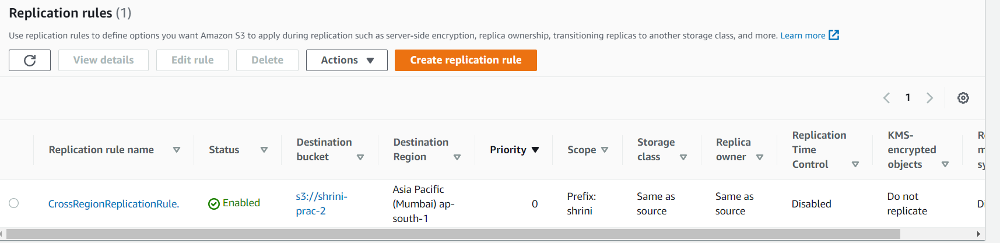 Replication rules (1)
Use replication rules to define options you want Amazon S3 to apply during replication such as server-side encryption, replica ownership, transitioning replicas to another storage class, and more. Learn more
View details Edit rule Delete Actions Create replication rule
1
Replication rule name
Status
Destination
bucket
Destination
Region
Priority
Scope
Storage
class
Replica
owner
Replication
Time
Control
KMS-
encrypted
objects
CrossRegionReplicationRule.
Enabled
s3://shrini-
prac-2
Asia Pacific
(Mumbai) ap-
south-1
0
Prefix:
shrini
Same as
source
Same as
source
Disabled
Do not
replicate